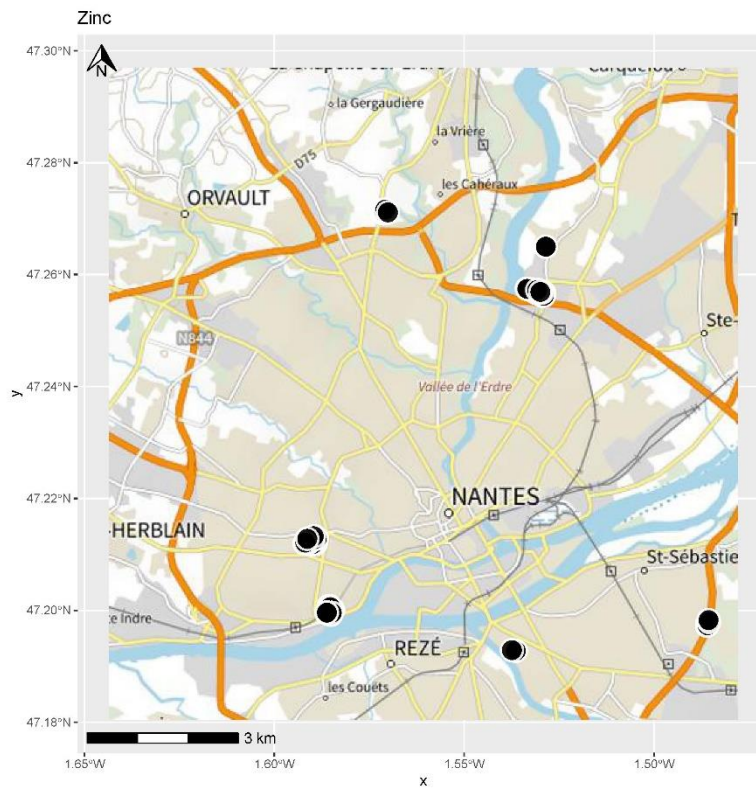 Zinc
47.30°N
N
la Gergaudière
la Vrière
D75
47.28°N
les Cahéraux
ORVAULT
47.26°N
Ste-
N844
47.24°N
y
Vallée de l'Erdre
NANTES
47.22°N
-HERBLAIN
St-Sébastie
47.20°N
te Indre
REZÉ
les Couëts
47.18°N
3 km
1.65°W
1.60°W
1.55°W
1.50°W
x